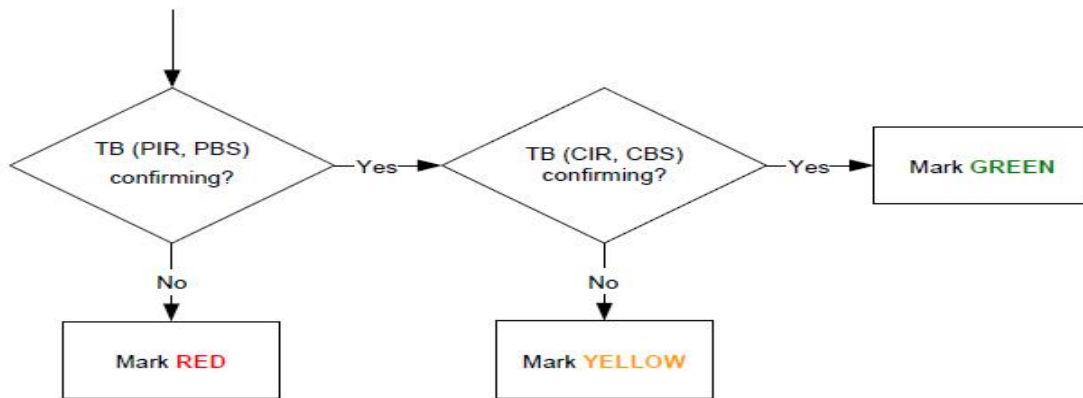 TB (PIR, PBS)
confirming?
Yes
TB (CIR, CBS)
confirming?
Yes
Mark GREEN
No
No
Mark RED
Mark YELLOW